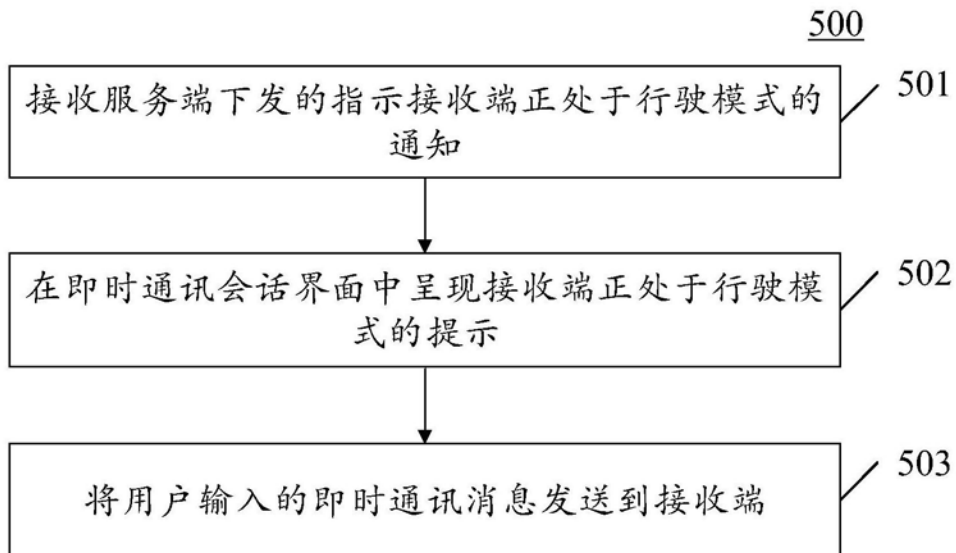 500
接收服务端下发的指示接收端正处于行驶模式的
通知
501
在即时通讯会话界面中呈现接收端正处于行驶模
式的提示
502
将用户输入的即时通讯消息发送到接收端
503